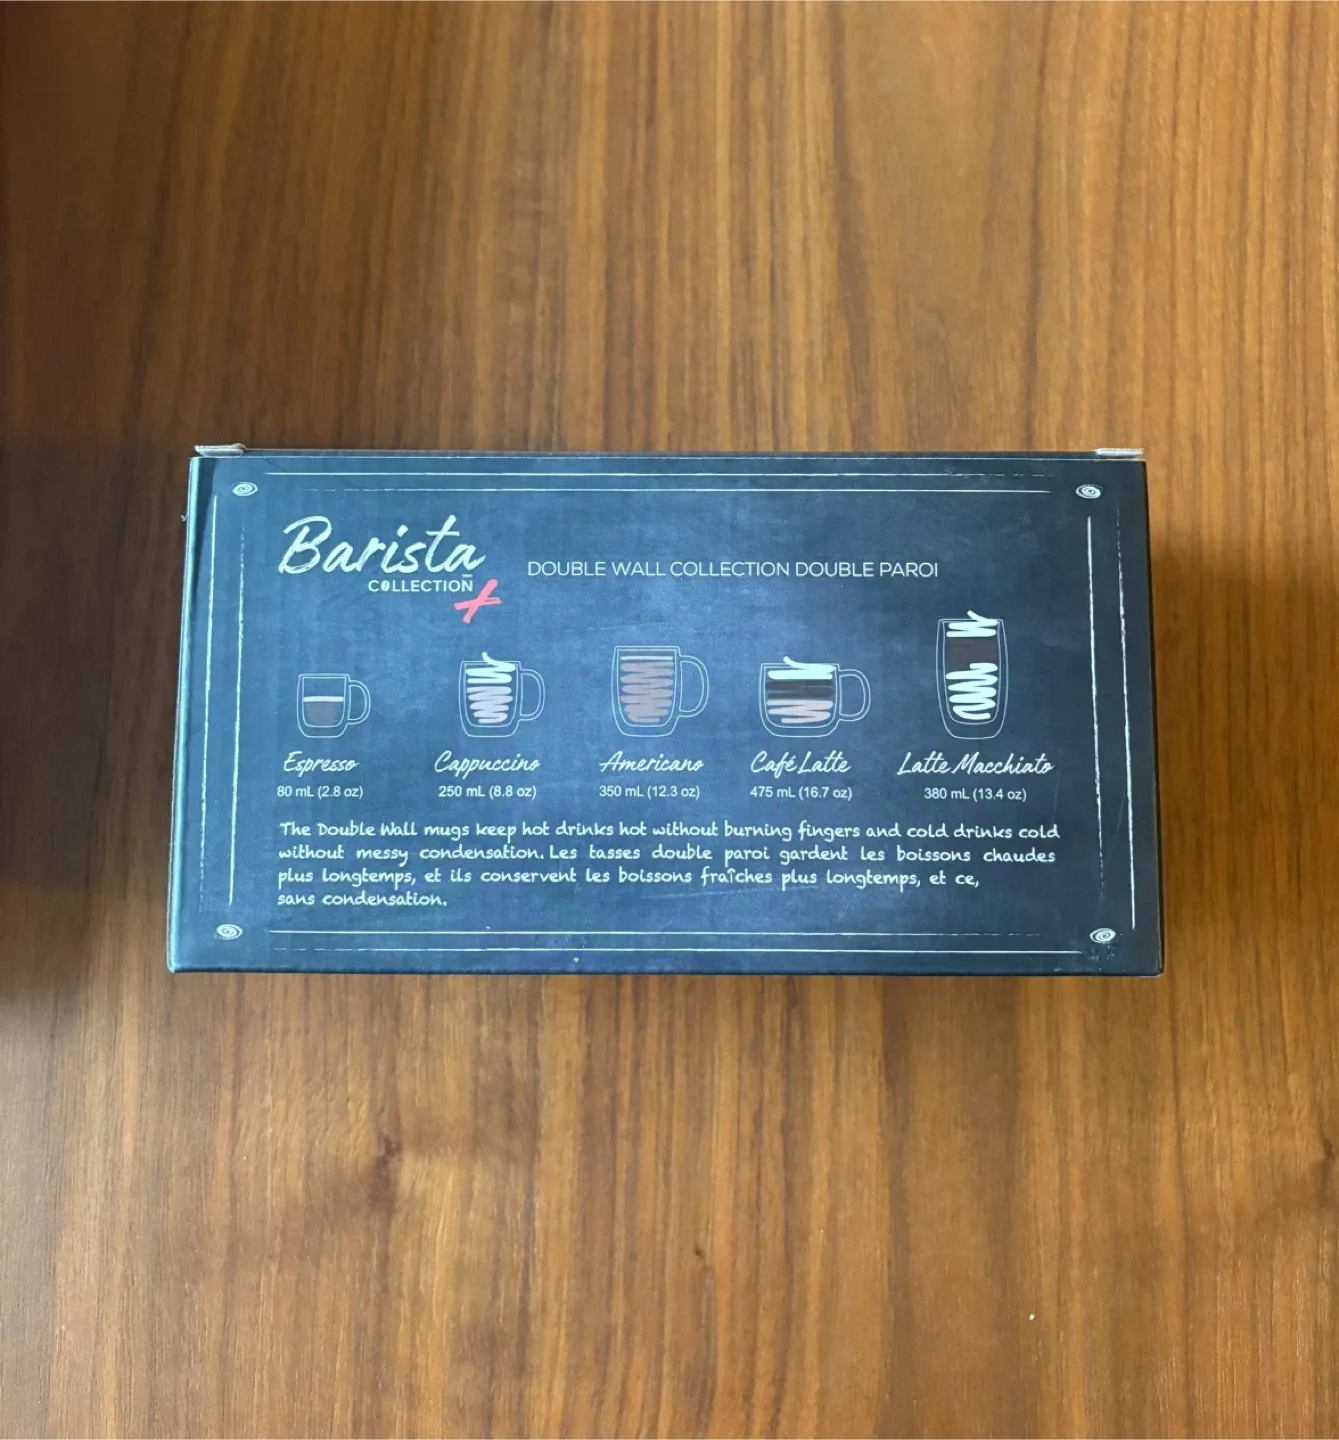 Barista
COLLECTION
DOUBLE WALL COLLECTION DOUBLE PAROI
Espresso
80 mL (2.8 oz)
Cappuccino
250 mL (8.8 oz)
Americano
350 mL (12.3 oz)
Café Latte
475 mL (16.7 oz)
Latte Macchiato
380 mL (13.4 oz)
The Double Wall mugs keep hot drinks hot without burning fingers and cold drinks cold
without messy condensation. Les tasses double paroi gardent les boissons chaudes
plus longtemps, et ils conservent les boissons fraîches plus longtemps, et ce,
sans condensation.